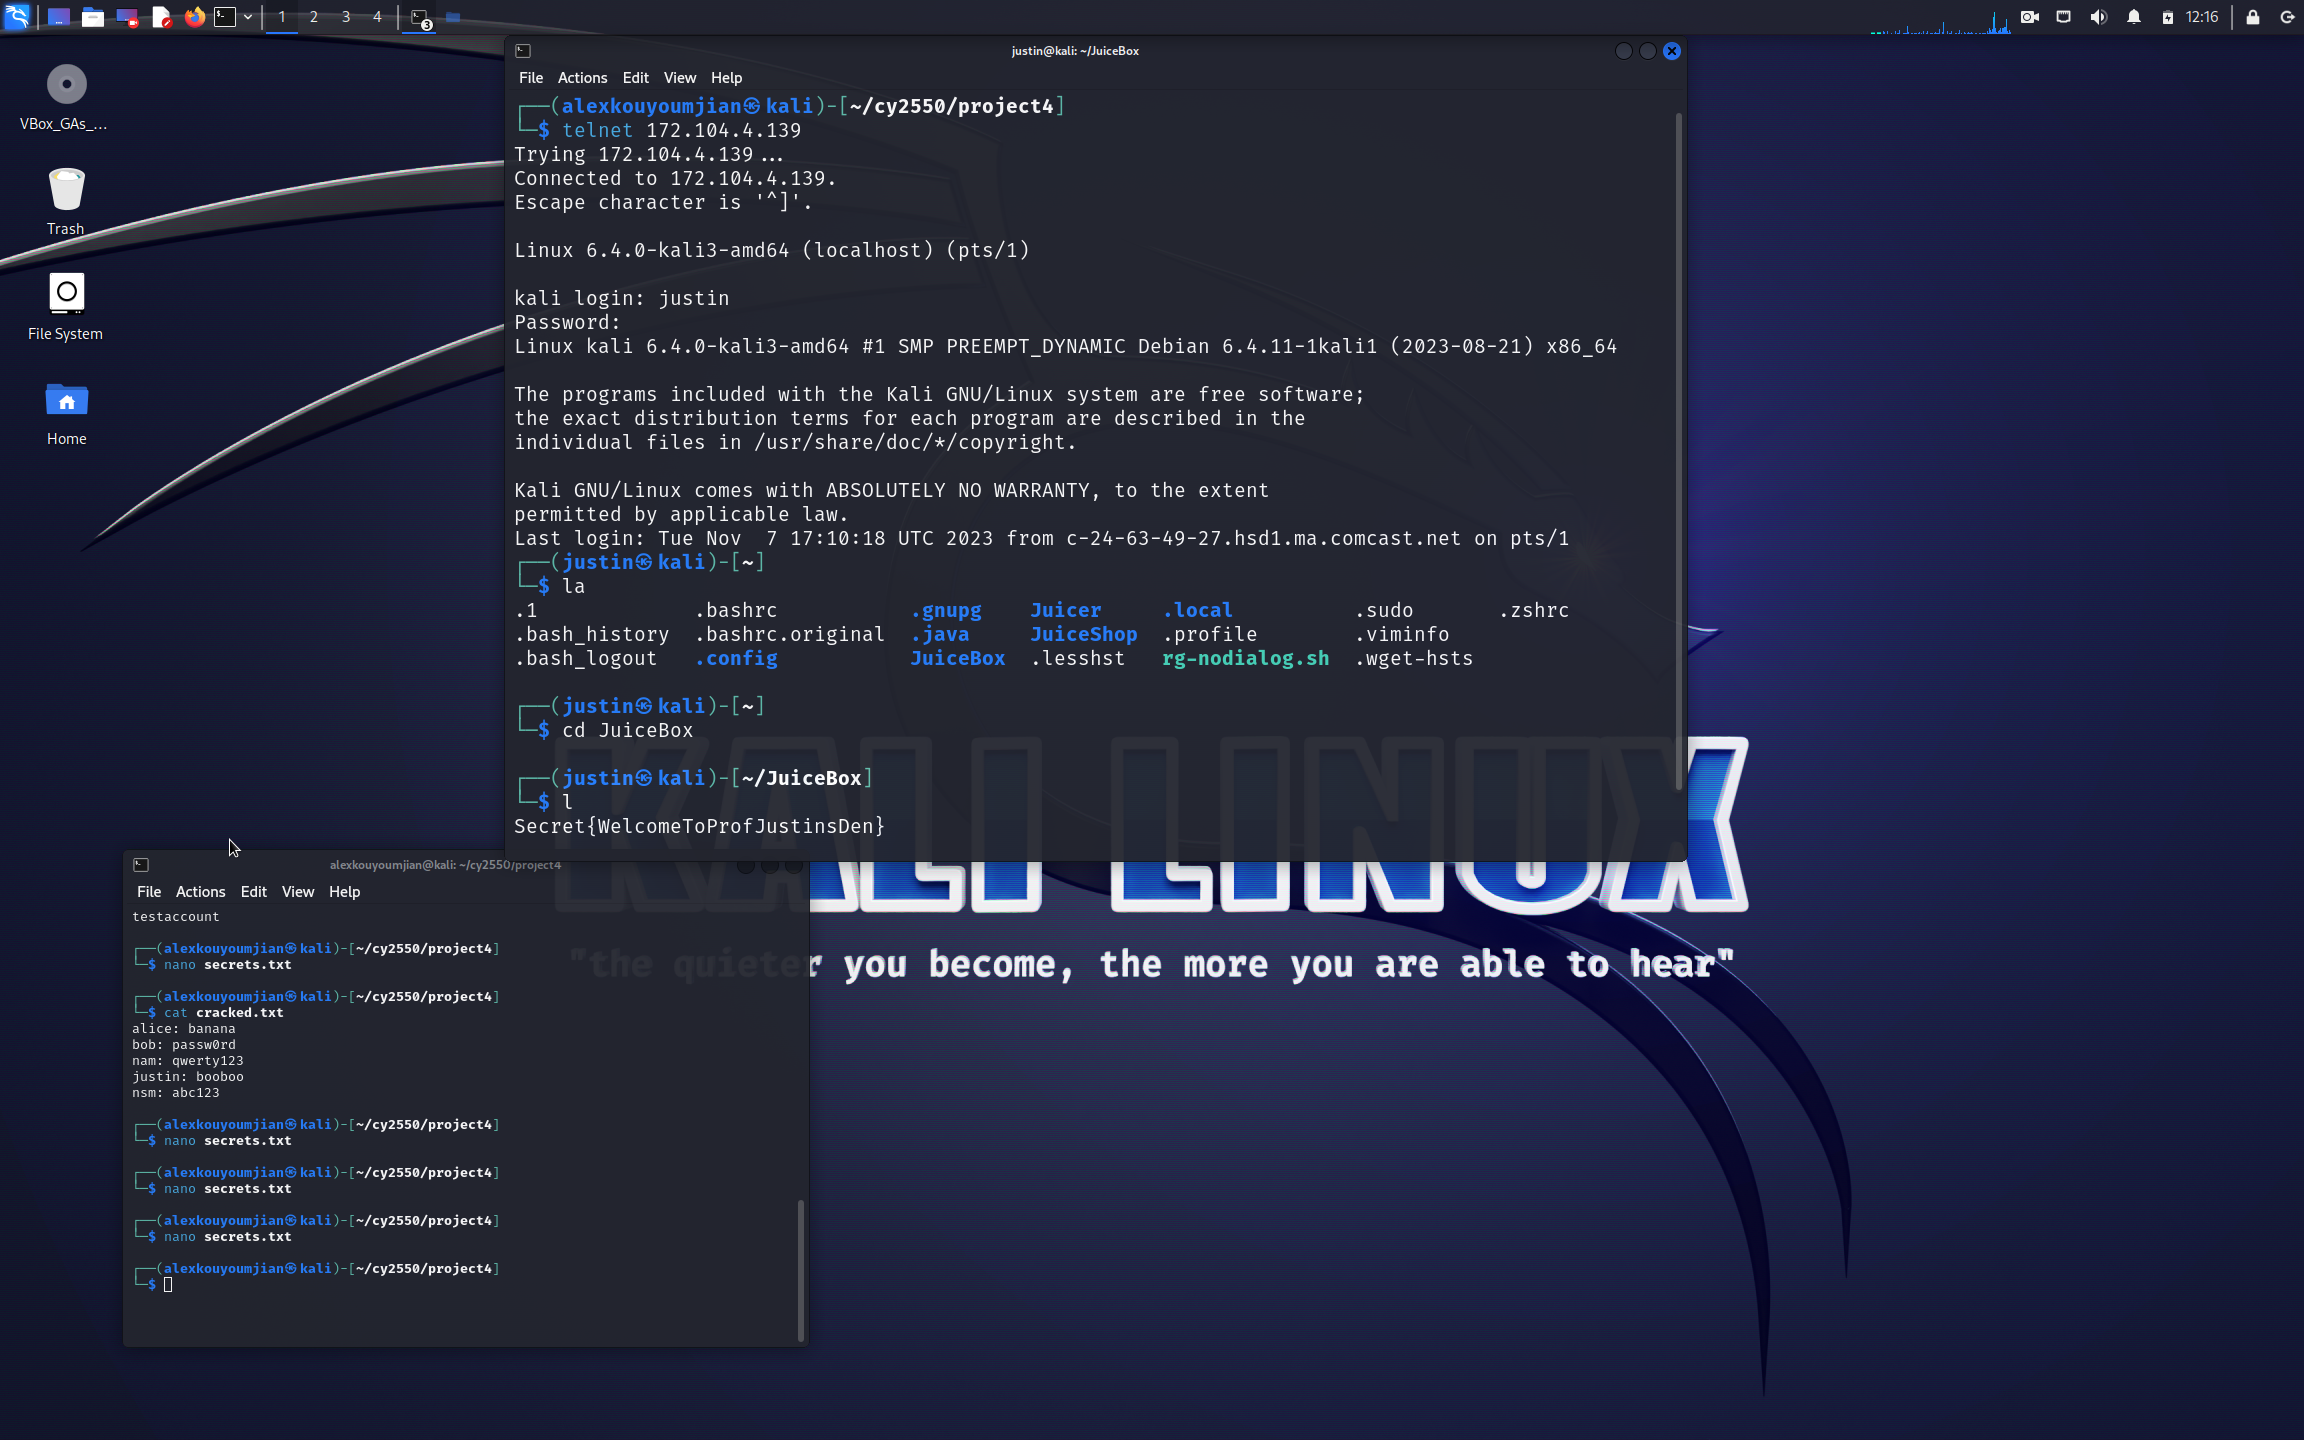 1 2 3 4 3 12:16
VBox_GAs_...
Trash
File System
Home
justin@kali: ~/JuiceBox
File Actions Edit View Help
┌──(alexkouyoumjian㉿kali)-[~/cy2550/project4]
└─$ telnet 172.104.4.139
Trying 172.104.4.139...
Connected to 172.104.4.139.
Escape character is '^]'.
Linux 6.4.0-kali3-amd64 (localhost) (pts/1)
kali login: justin
Password:
Linux kali 6.4.0-kali3-amd64 #1 SMP PREEMPT_DYNAMIC Debian 6.4.11-1kali1 (2023-08-21) x86_64
The programs included with the Kali GNU/Linux system are free software;
the exact distribution terms for each program are described in the
individual files in /usr/share/doc/*/copyright.
Kali GNU/Linux comes with ABSOLUTELY NO WARRANTY, to the extent
permitted by applicable law.
Last login: Tue Nov  7 17:10:18 UTC 2023 from c-24-63-49-27.hsd1.ma.comcast.net on pts/1
┌──(justin㉿kali)-[~]
└─$ la
.1 .bashrc .gnupg Juicer .local .sudo .zshrc
.bash_history .bashrc.original .java JuiceShop .profile .viminfo
.bash_logout .config JuiceBox .lesshst rg-nodialog.sh .wget-hsts
┌──(justin㉿kali)-[~]
└─$ cd JuiceBox
┌──(justin㉿kali)-[~/JuiceBox]
└─$ l
Secret{WelcomeToProfJustinsDen}
KALI LINUX
"the quieter you become, the more you are able to hear"
alexkouyoumjian@kali: ~/cy2550/project4
File Actions Edit View Help
testaccount
┌──(alexkouyoumjian㉿kali)-[~/cy2550/project4]
└─$ nano secrets.txt
┌──(alexkouyoumjian㉿kali)-[~/cy2550/project4]
└─$ cat cracked.txt
alice: banana
bob: passw0rd
nam: qwerty123
justin: booboo
nsm: abc123
┌──(alexkouyoumjian㉿kali)-[~/cy2550/project4]
└─$ nano secrets.txt
┌──(alexkouyoumjian㉿kali)-[~/cy2550/project4]
└─$ nano secrets.txt
┌──(alexkouyoumjian㉿kali)-[~/cy2550/project4]
└─$ nano secrets.txt
┌──(alexkouyoumjian㉿kali)-[~/cy2550/project4]
└─$